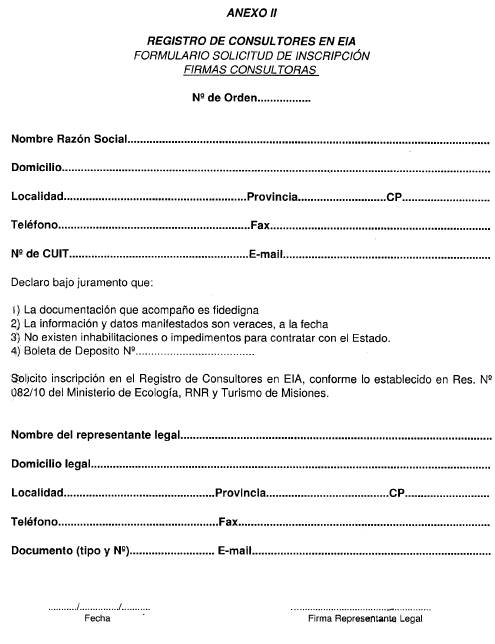 ANEXO II
REGISTRO DE CONSULTORES EN EIA
FORMULARIO SOLICITUD DE INSCRIPCIÓN
FIRMAS CONSULTORAS
Nº de Orden.................
Nombre Razón Social....................................................................................................
Domicilio........................................................................................................................
Localidad..................................................Provincia................................CP........................
Teléfono.....................................................Fax............................................................
Nº de CUIT.................................................E-mail.........................................................
Declaro bajo juramento que:
1) La documentación que acompaño es fidedigna
2) La información y datos manifestados son veraces, a la fecha
3) No existen inhabilitaciones o impedimentos para contratar con el Estado.
4) Boleta de Deposito Nº......................................
Solicito inscripción en el Registro de Consultores en EIA, conforme lo establecido en Res. Nº
082/10 del Ministerio de Ecología, RNR y Turismo de Misiones.
Nombre del representante legal.....................................................................................
Domicilio legal................................................................................................................
Localidad..........................................Provincia..................................CP........................
Teléfono............................................Fax......................................................................
Documento (tipo y Nº)........................ E-mail..................................................................
........../............../.......... ............................................
Fecha Firma Representante Legal